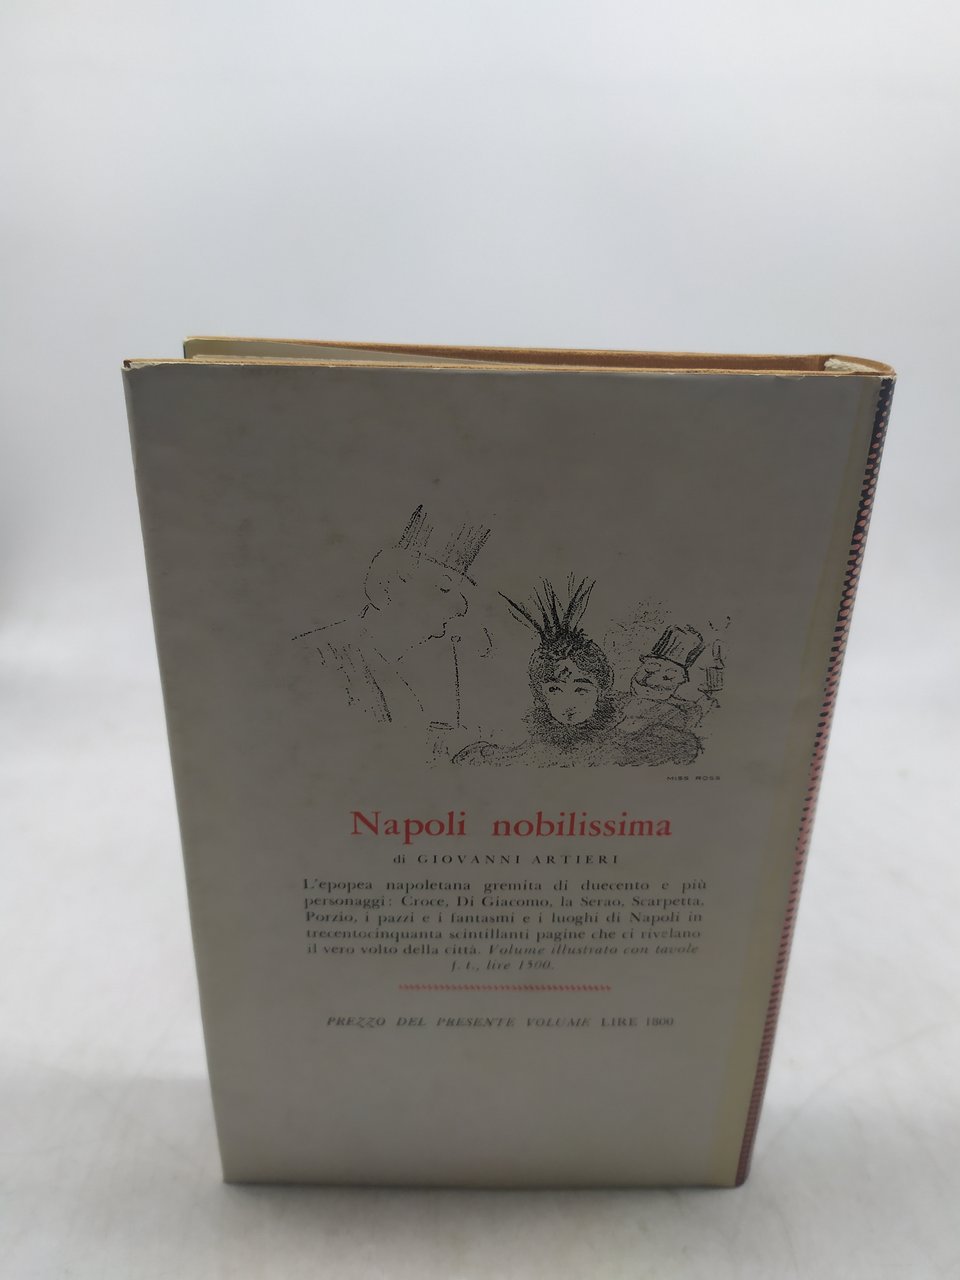 MISS ROSS
Napoli nobilissima
di GIOVANNI ARTIERI
L'epopea napoletana gremita di duecento e più
personaggi: Croce, Di Giacomo, la Serao, Scarpetta,
Porzio, i pazzi e i fantasmi e i luoghi di Napoli in
trecentocinquanta scintillanti pagine che ci rivelano
il vero volto della città. Volume illustrato con tavole
f. t., lire 1500.
PREZZO DEL PRESENTE VOLUME LIRE 1800